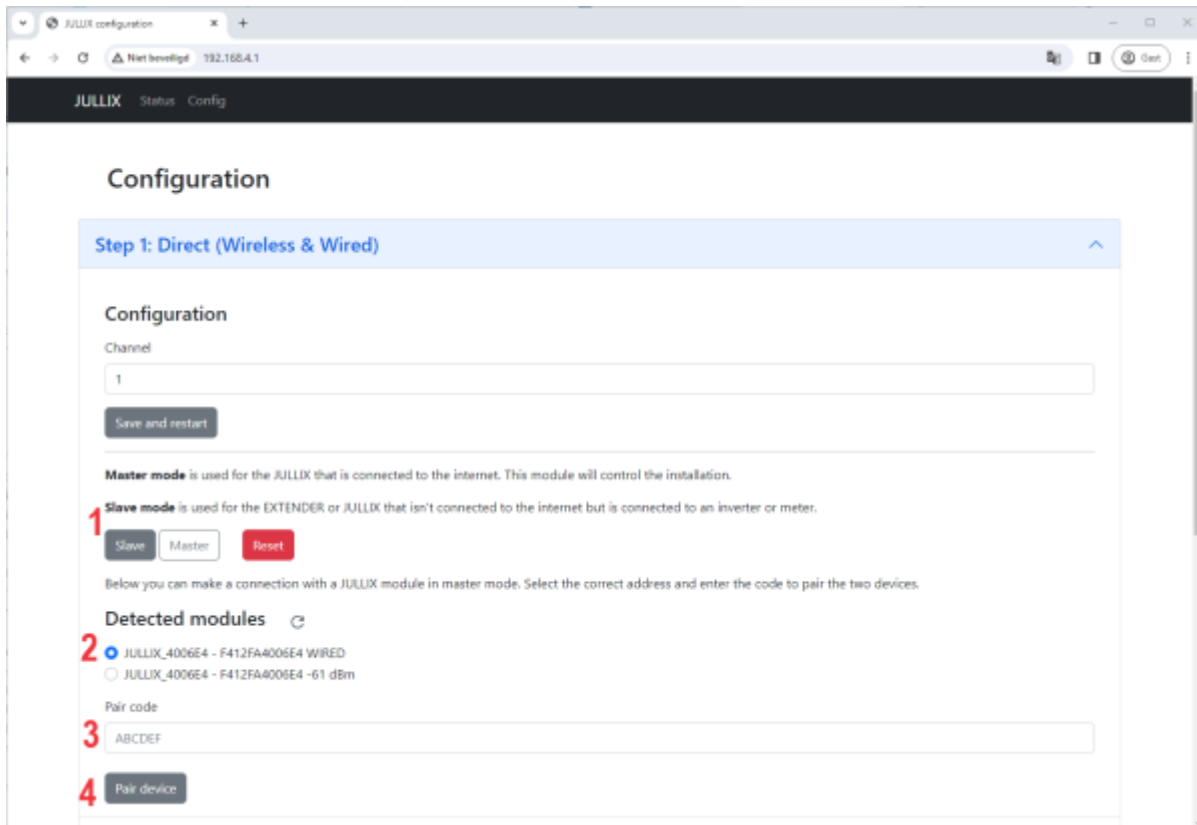 JULLIX configuration
Niet beveiligd 192.168.4.1 Gast
JULLIX Status Config
Configuration
Step 1: Direct (Wireless & Wired)
Configuration
Channel
1
Save and restart
Master mode is used for the JULLIX that is connected to the internet. This module will control the installation.
Slave mode is used for the EXTENDER or JULLIX that isn't connected to the internet but is connected to an inverter or meter.
1
Slave Master Reset
Below you can make a connection with a JULLIX module in master mode. Select the correct address and enter the code to pair the two devices.
Detected modules
2 JULLIX_4006E4 - F412FA4006E4 WIRED
JULLIX_4006E4 - F412FA4006E4 -61 dBm
Pair code
3 ABCDEF
4 Pair device